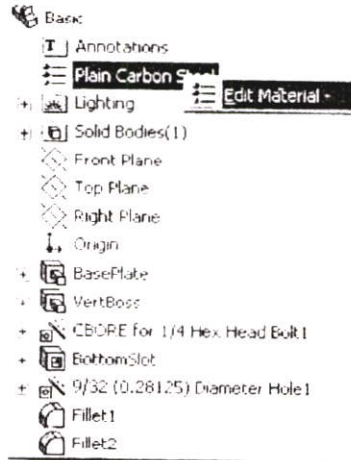 Basic
Annotations
Plain Carbon Steel
Edit Material
Lighting
Solid Bodies(1)
Front Plane
Top Plane
Right Plane
Origin
BasePlate
VertBoss
CBORE for 1/4 Hex Head Bolt1
BottomSlot
9/32 (0.28125) Diameter Hole1
Fillet1
Fillet2